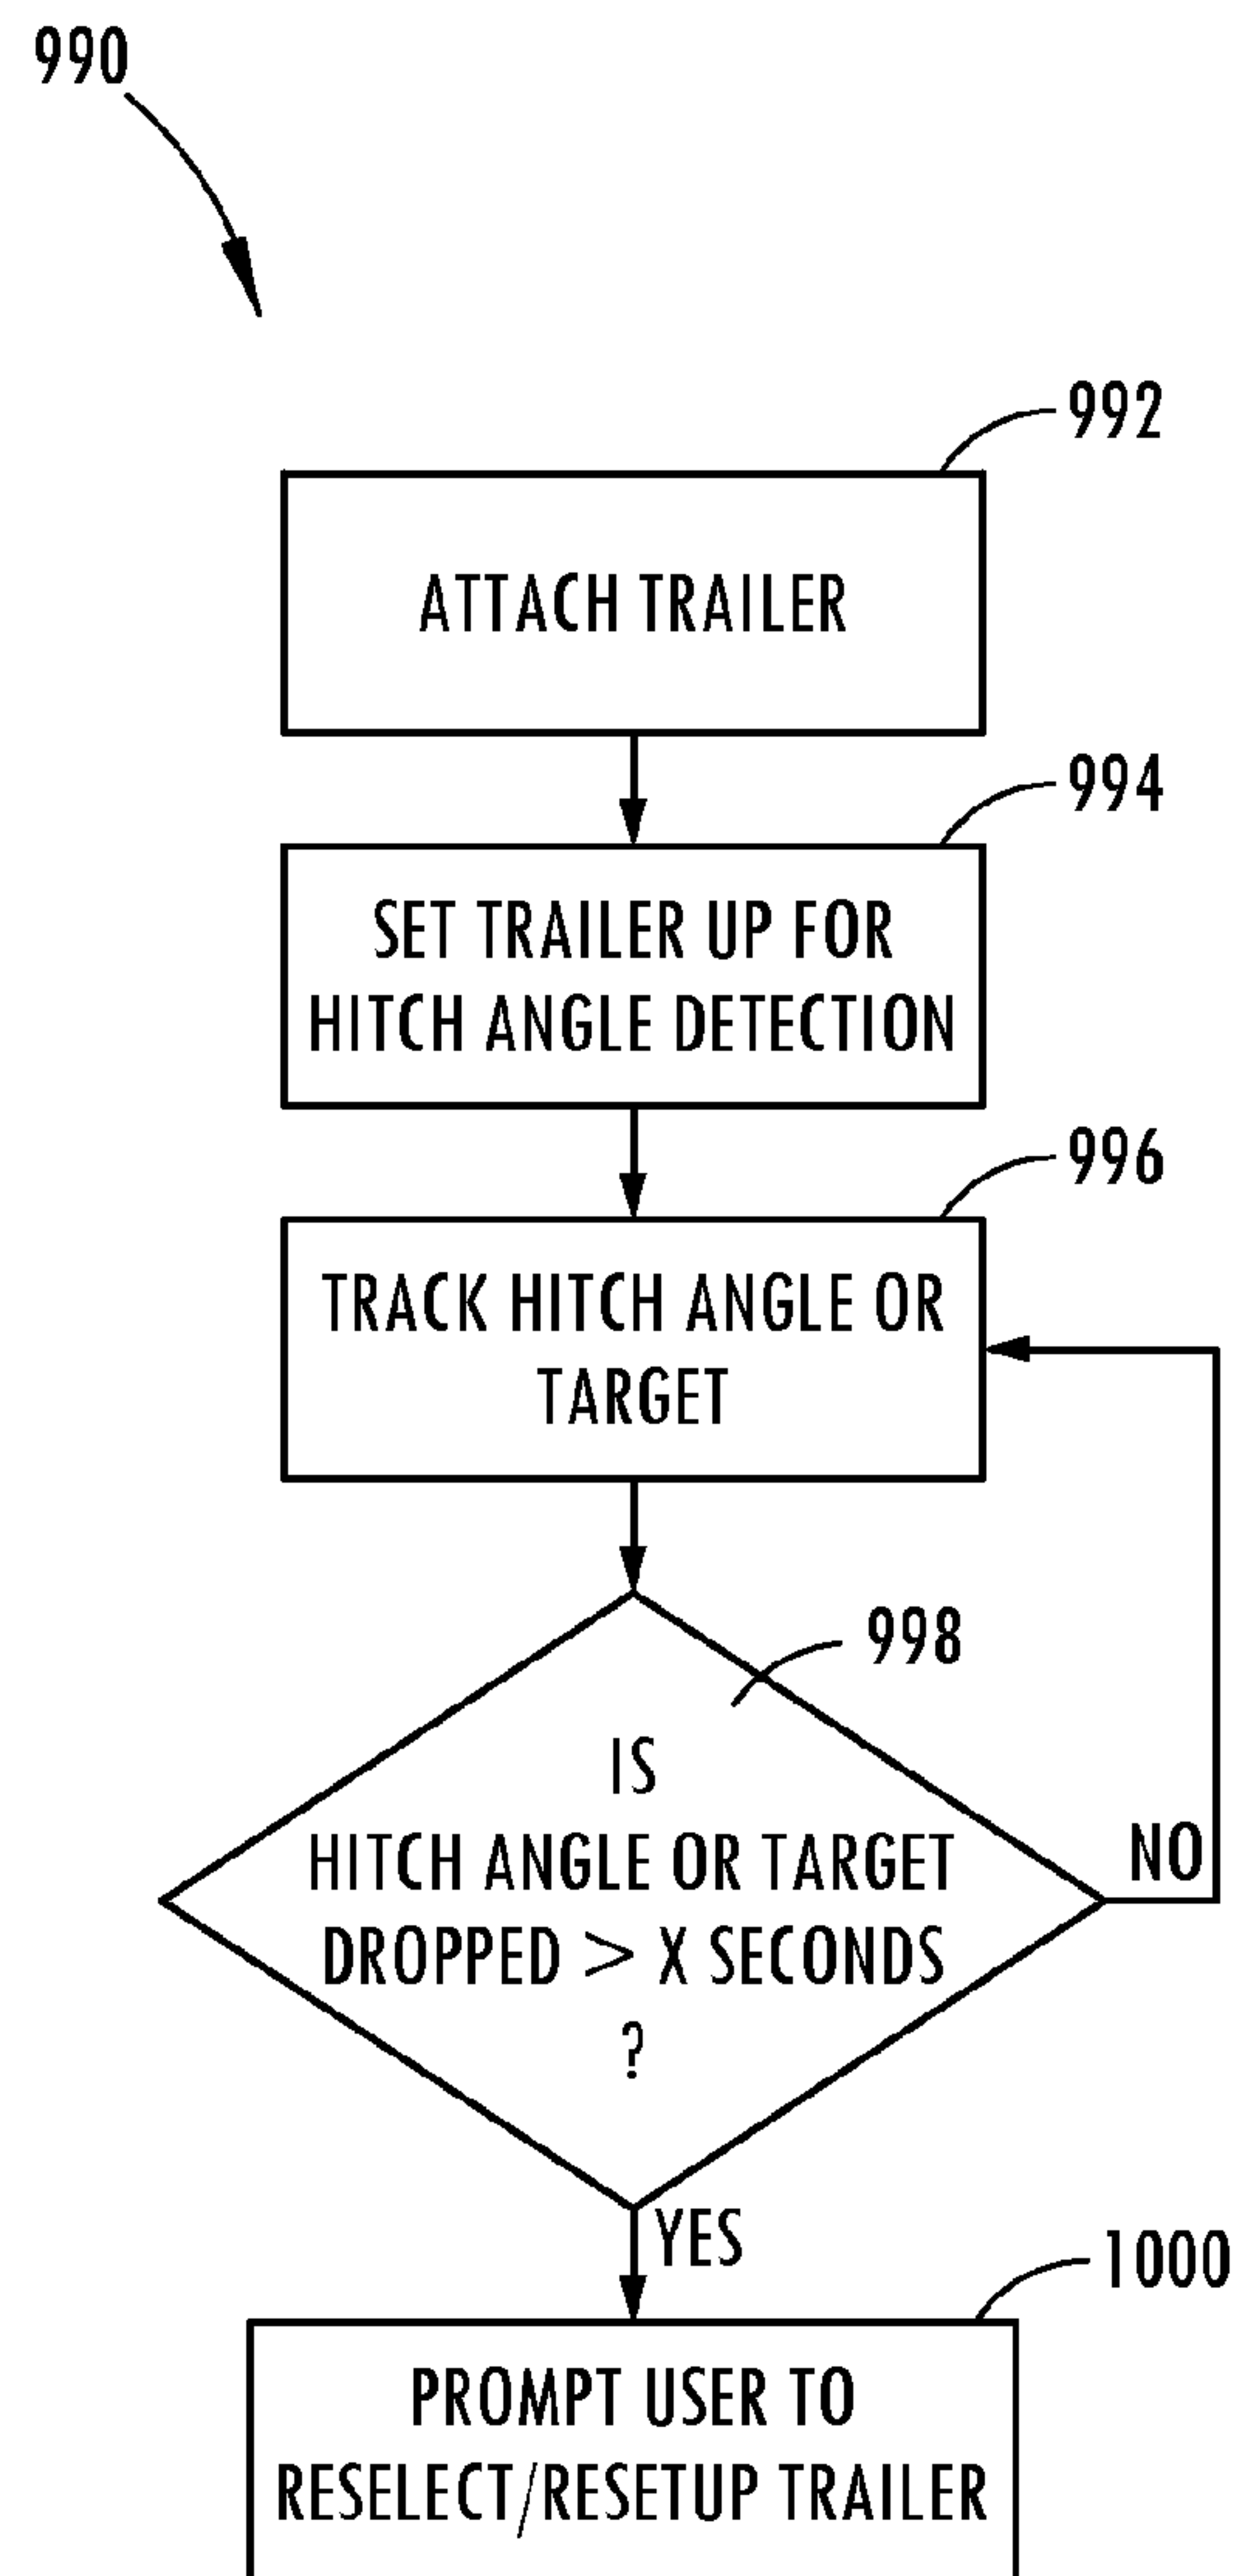 990
992
ATTACH TRAILER
994
SET TRAILER UP FOR
HITCH ANGLE DETECTION
996
TRACK HITCH ANGLE OR
TARGET
998
IS
HITCH ANGLE OR TARGET
DROPPED > X SECONDS
?
NO
YES
1000
PROMPT USER TO
RESELECT/RESETUP TRAILER